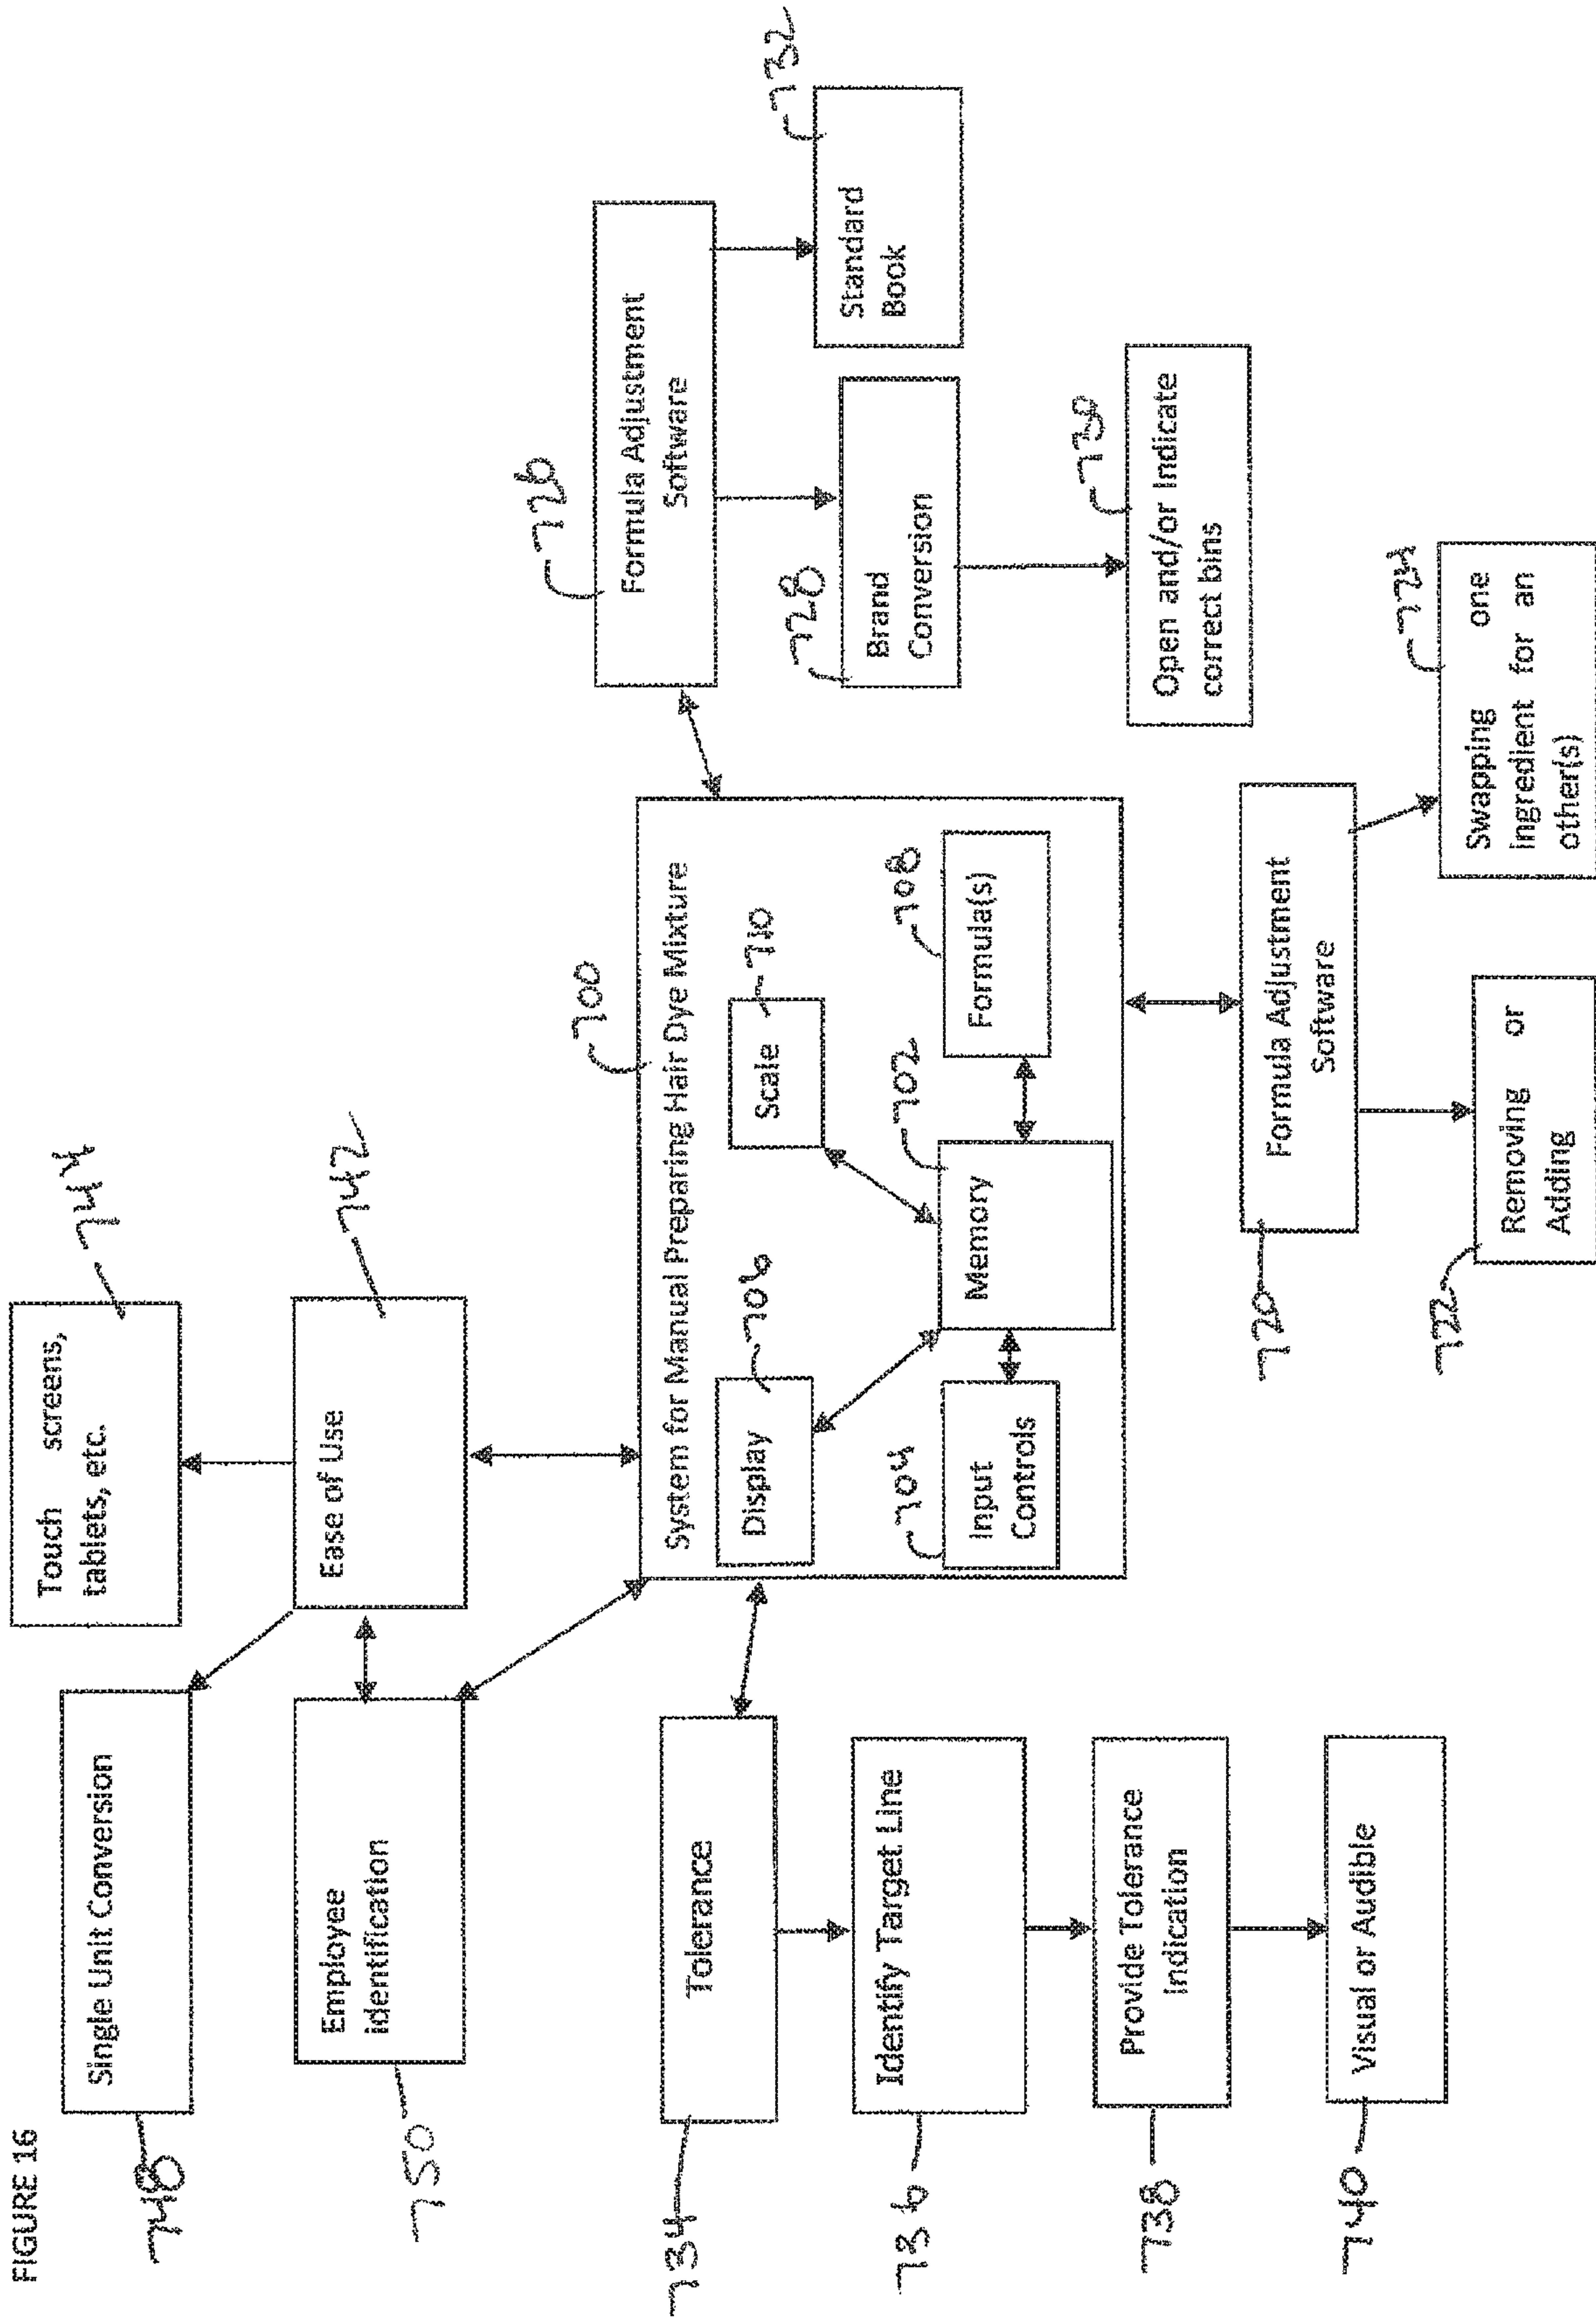 FIGURE 16
748
Single Unit Conversion
Touch screens,
tablets, etc.
744
750
Employee
Identification
Ease of Use
742
734
Tolerance
736
Identify Target Line
738
Provide Tolerance
Indication
740
Visual or Audible
700
System for Manual Preparing Hair Dye Mixture
Display
706
Scale
710
704
Input
Controls
702
Memory
708
Formula(s)
726
Formula Adjustment
Software
728
Brand
Conversion
732
Standard
Book
730
Open and/or Indicate
correct bins
720
Formula Adjustment
Software
722
Removing or
Adding
724
Swapping one
ingredient for an
other(s)